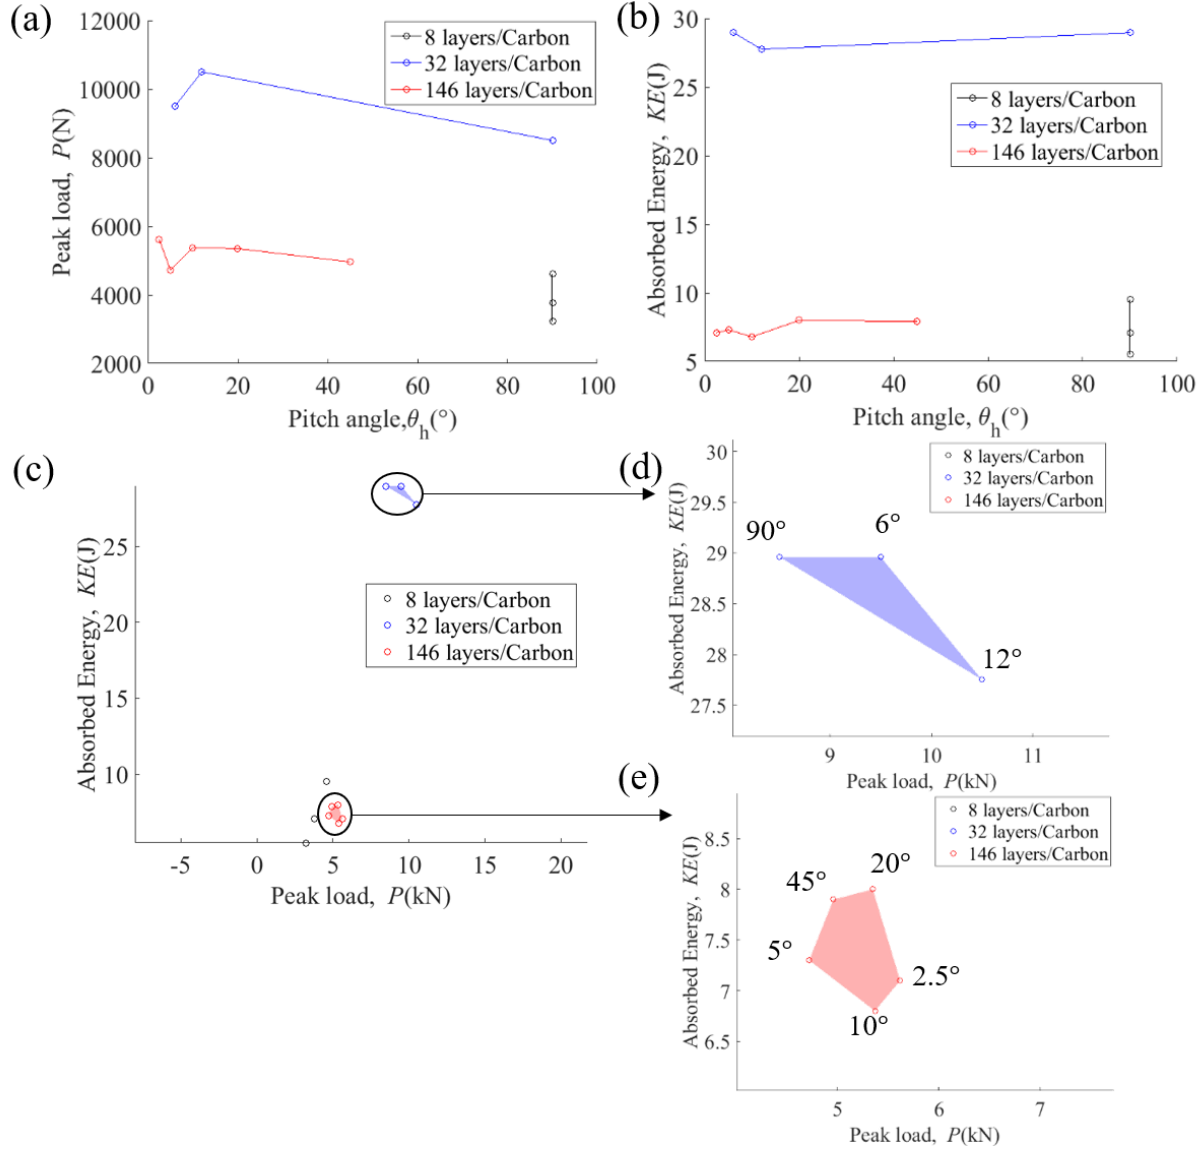 (a)
12000
10000
8000
6000
4000
2000
Peak load, P(N)
0 20 40 60 80 100
Pitch angle,θh(°)
8 layers/Carbon
32 layers/Carbon
146 layers/Carbon
(b)
30
25
20
15
10
5
Absorbed Energy, KE(J)
0 20 40 60 80 100
Pitch angle, θh(°)
8 layers/Carbon
32 layers/Carbon
146 layers/Carbon
(c)
25
20
15
10
Absorbed Energy, KE(J)
-5 0 5 10 15 20
Peak load, P(kN)
8 layers/Carbon
32 layers/Carbon
146 layers/Carbon
(d)
30
29.5
29
28.5
28
27.5
Absorbed Energy, KE(J)
9 10 11
Peak load, P(kN)
8 layers/Carbon
32 layers/Carbon
146 layers/Carbon
90°
6°
12°
(e)
8.5
8
7.5
7
6.5
Absorbed Energy, KE(J)
5 6 7
Peak load, P(kN)
8 layers/Carbon
32 layers/Carbon
146 layers/Carbon
20°
45°
5°
2.5°
10°